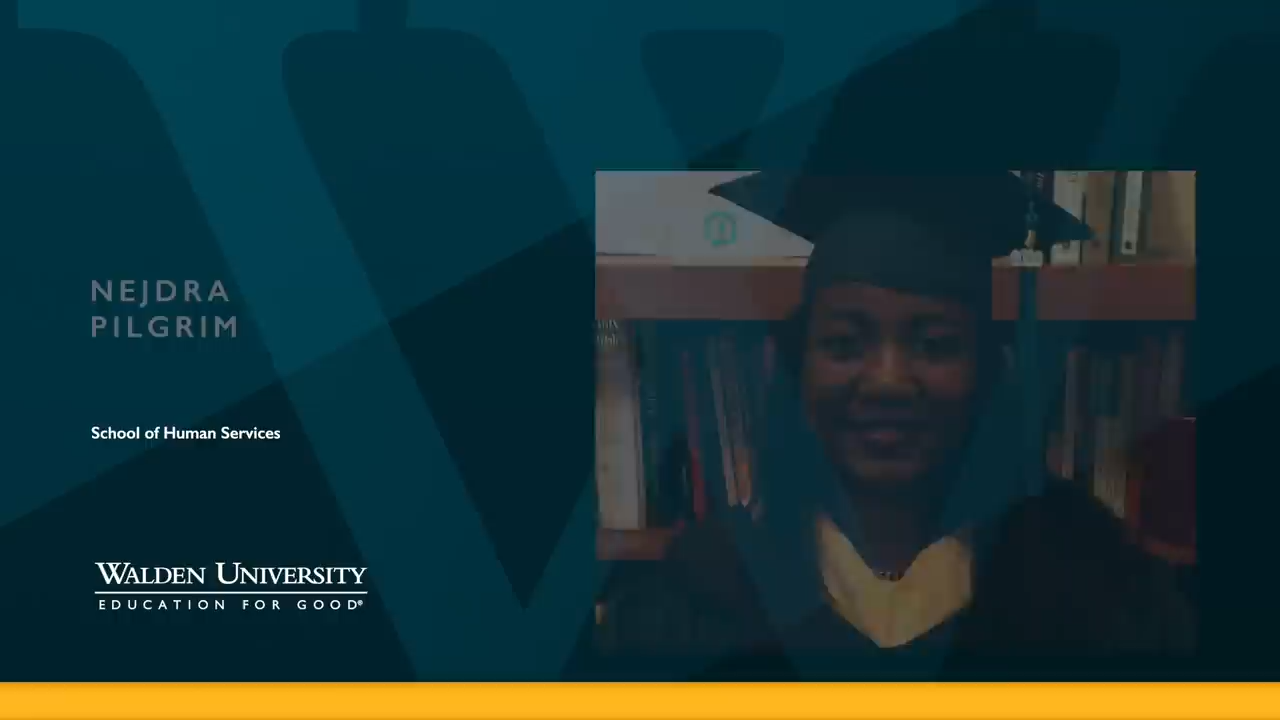 NEJDRA
PILGRIM
School of Human Services
WALDEN UNIVERSITY
EDUCATION FOR GOOD®